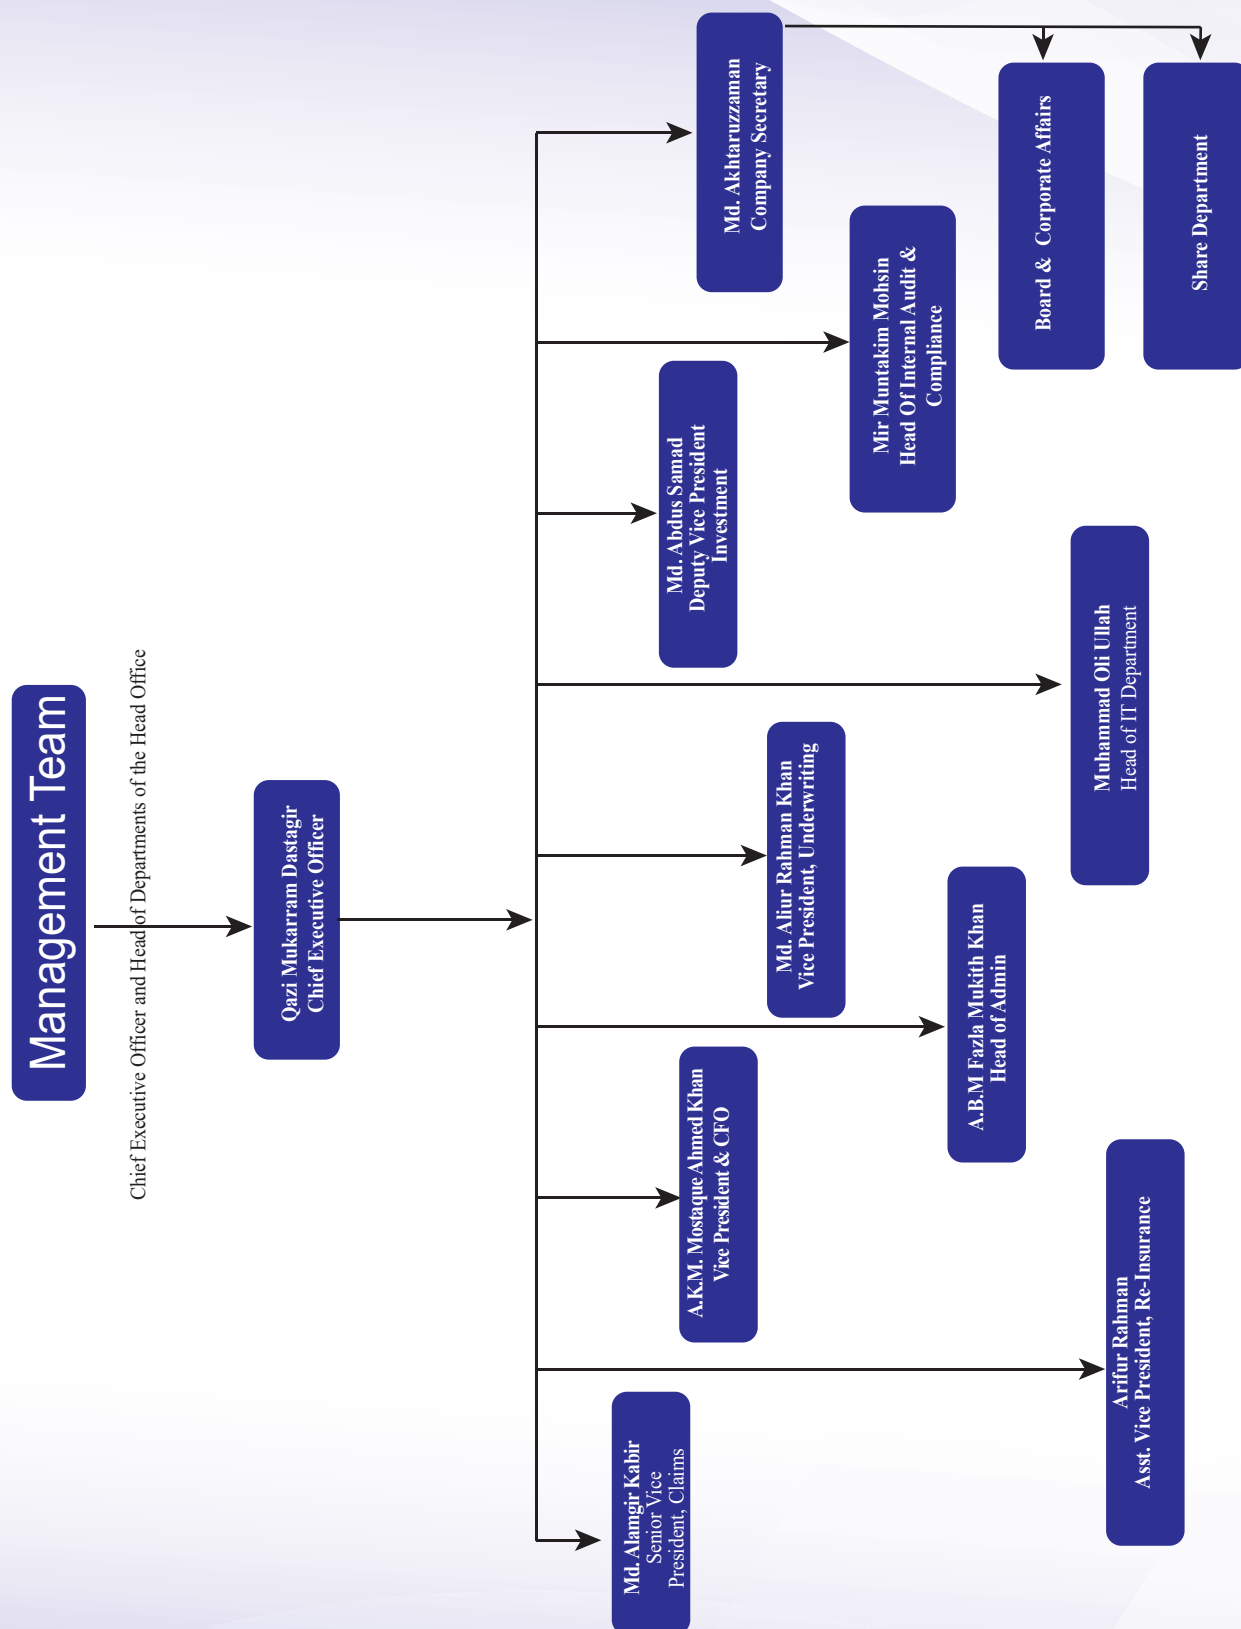 Management Team
Chief Executive Officer and Head of Departments of the Head Office
Qazi Mukarram Dastagir
Chief Executive Officer
Md. Alamgir Kabir
Senior Vice
President, Claims
Arifur Rahman
Asst. Vice President, Re-Insurance
A.K.M. Mostaque Ahmed Khan
Vice President & CFO
A.B.M Fazla Mukith Khan
Head of Admin
Md. Aliur Rahman Khan
Vice President, Underwriting
Muhammad Oli Ullah
Head of IT Department
Md. Abdus Samad
Deputy Vice President
Investment
Mir Muntakim Mohsin
Head Of Internal Audit &
Compliance
Md. Akhtaruzzaman
Company Secretary
Board & Corporate Affairs
Share Department